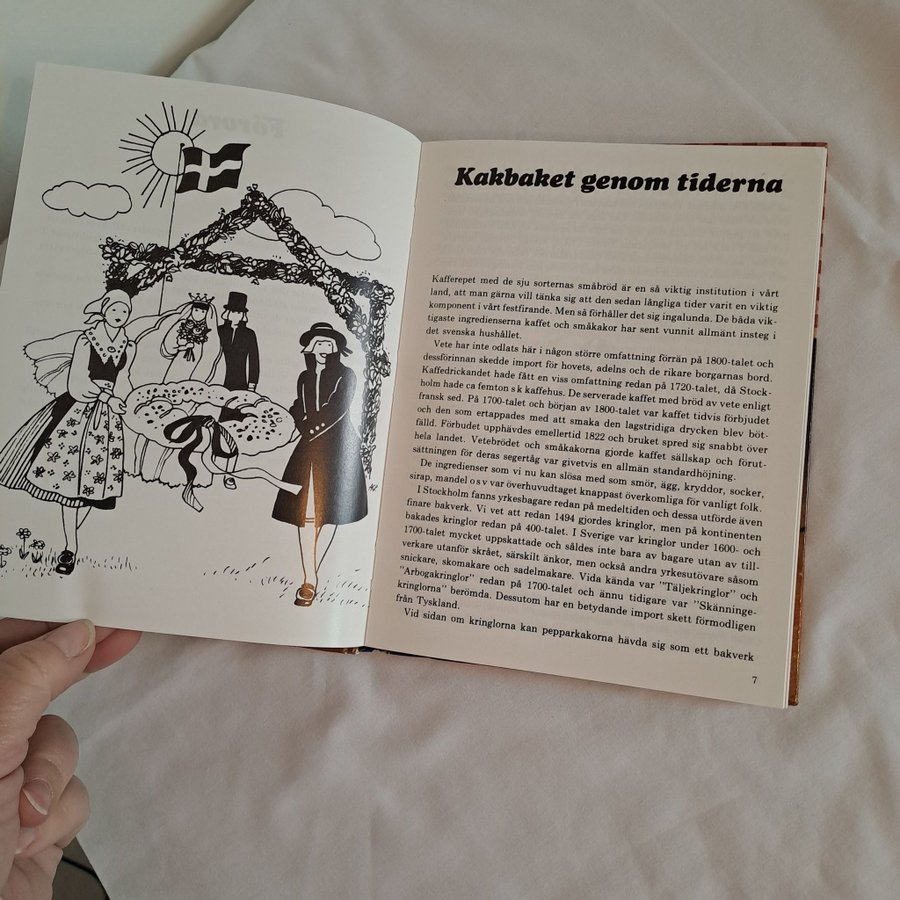 Kakbaket genom tiderna
Kafferepet med de sju sorternas småbröd är en så viktig institution i vårt
land, att man gärna vill tänka sig att den sedan långliga tider varit en viktig
komponent i vårt festfirande. Men så förhåller det sig ingalunda. De båda vik-
tigaste ingredienserna kaffet och småkakor har sent vunnit allmänt insteg i
det svenska hushållet.
Vete har inte odlats här i någon större omfattning förrän på 1800-talet och
dessförinnan skedde import för hovets, adelns och de rikare borgarnas bord.
Kaffedrickandet hade fått en viss omfattning redan på 1720-talet, då Stock-
holm hade ca femton s k kaffehus. De serverade kaffet med bröd av vete enligt
fransk sed. På 1700-talet och början av 1800-talet var kaffet tidvis förbjudet
och den som ertappades med att smaka den lagstridiga drycken blev böt-
fälld. Förbudet upphävdes emellertid 1822 och bruket spred sig snabbt över
hela landet. Vetebrödet och småkakorna gjorde kaffet sällskap och förut-
sättningen för deras segertåg var givetvis en allmän standardhöjning.
De ingredienser som vi nu kan slösa med som smör, ägg, kryddor, socker,
sirap, mandel o s v var överhuvudtaget knappast överkomliga för vanligt folk.
I Stockholm fanns yrkesbagare redan på medeltiden och dessa utförde även
finare bakverk. Vi vet att redan 1494 gjordes kringlor, men på kontinenten
bakades kringlor redan på 400-talet. I Sverige var kringlor under 1600- och
1700-talet mycket uppskattade och såldes inte bara av bagare utan av till-
verkare utanför skrået, särskilt änkor, men också andra yrkesutövare såsom
snickare, skomakare och sadelmakare. Vida kända var "Täljekringlor" och
"Arbogakringlor" redan på 1700-talet och ännu tidigare var "Skänninge-
kringlorna" berömda. Dessutom har en betydande import skett förmodligen
från Tyskland.
Vid sidan om kringlorna kan pepparkakorna hävda sig som ett bakverk
7